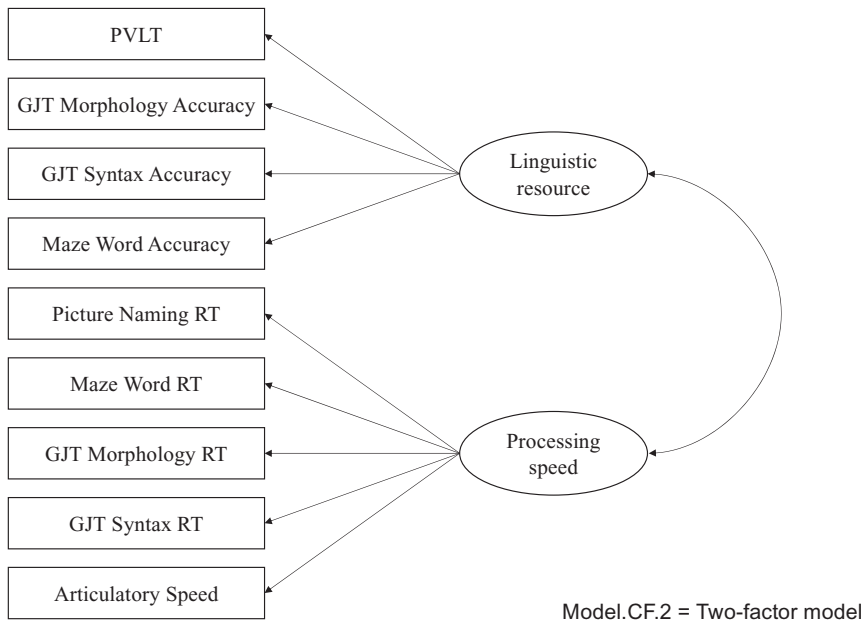 PVLT
GJT Morphology Accuracy
GJT Syntax Accuracy
Maze Word Accuracy
Picture Naming RT
Maze Word RT
GJT Morphology RT
GJT Syntax RT
Articulatory Speed
Linguistic
resource
Processing
speed
Model.CF.2 = Two-factor model